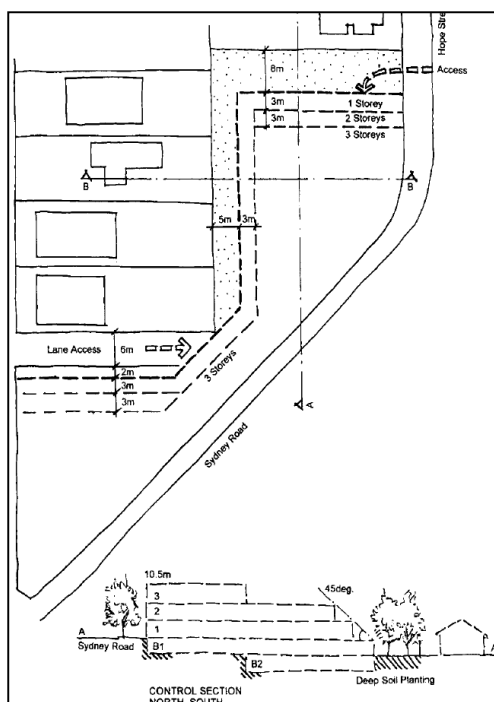 Hope Stre
8m
Access
3m
1 Storey
3m
2 Storeys
3 Storeys
B
B
5m
3m
Lane Access
6m
3 Storeys
2m
3m
3m
A
Sydney Road
10.5m
3
45deg.
2
A
1
Sydney Road
B1
A
B2
Deep Soil Planting
CONTROL SECTION
NORTH SOUTH